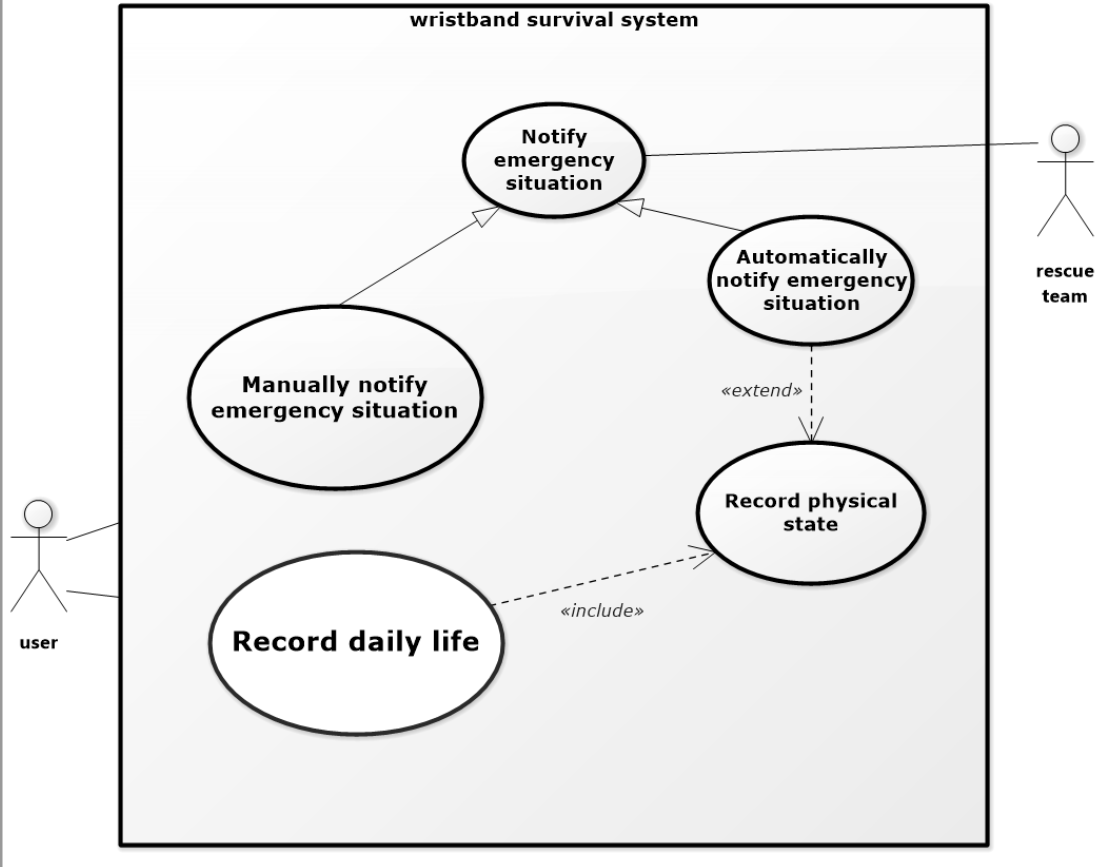 wristband survival system
Notify
emergency
situation
Automatically
notify emergency
situation
rescue
team
Manually notify
emergency situation
«extend»
Record physical
state
«include»
user
Record daily life